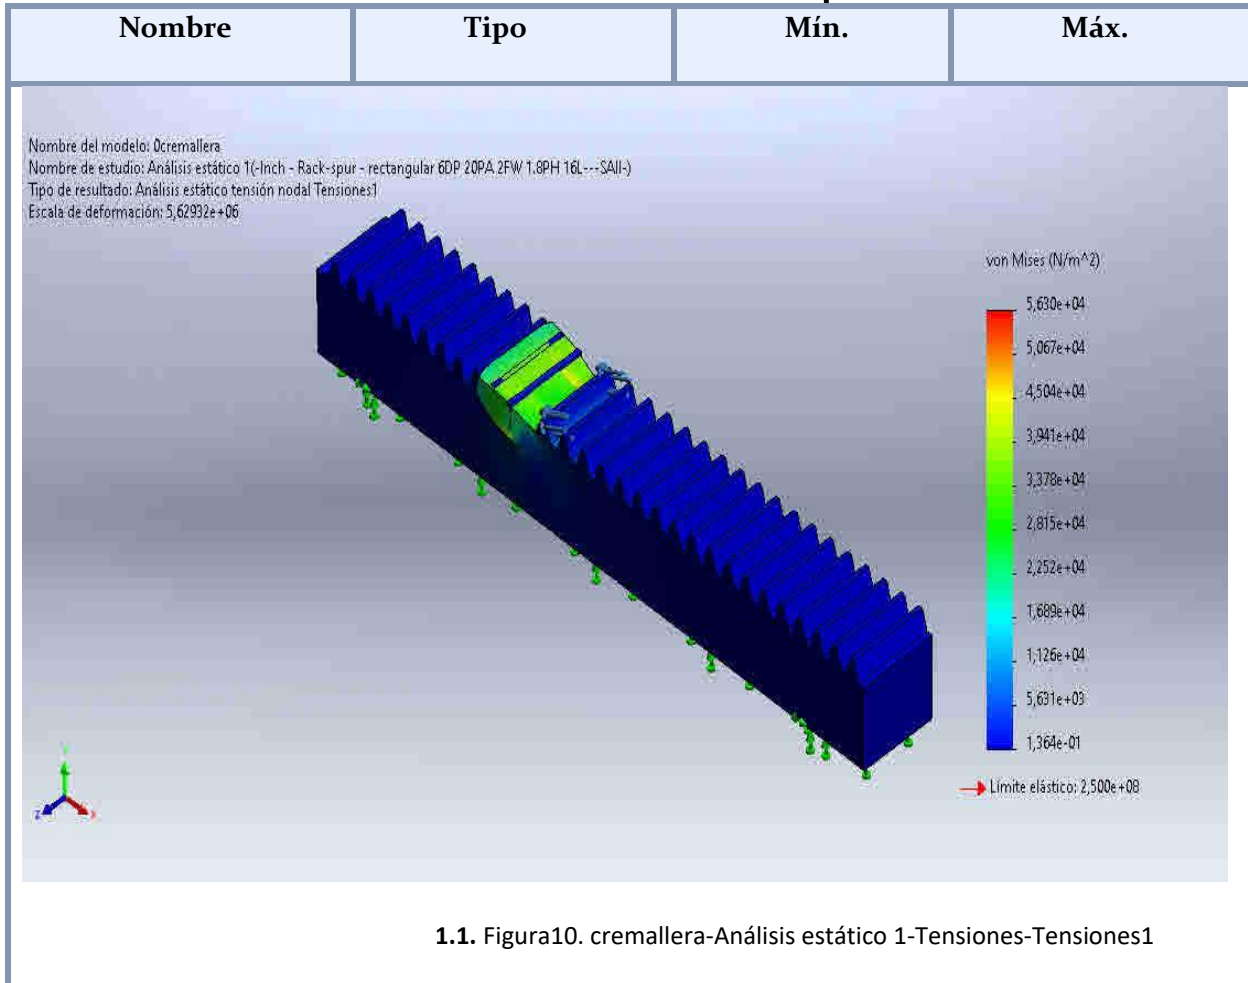 Nombre Tipo Mín. Máx.
Nombre del modelo: 0cremallera
Nombre de estudio: Análisis estático 1(-Inch - Rack-spur - rectangular 6DP 20PA 2FW 1.8PH 16L---SAll-)
Tipo de resultado: Análisis estático tensión nodal Tensiones1
Escala de deformación: 5,62932e+06
von Mises (N/m^2)
5,630e+04
5,067e+04
4,504e+04
3,941e+04
3,378e+04
2,815e+04
2,252e+04
1,689e+04
1,126e+04
5,631e+03
1,364e-01
Límite elástico: 2,500e+08
Y
Z
X
1.1. Figura10. cremallera-Análisis estático 1-Tensiones-Tensiones1